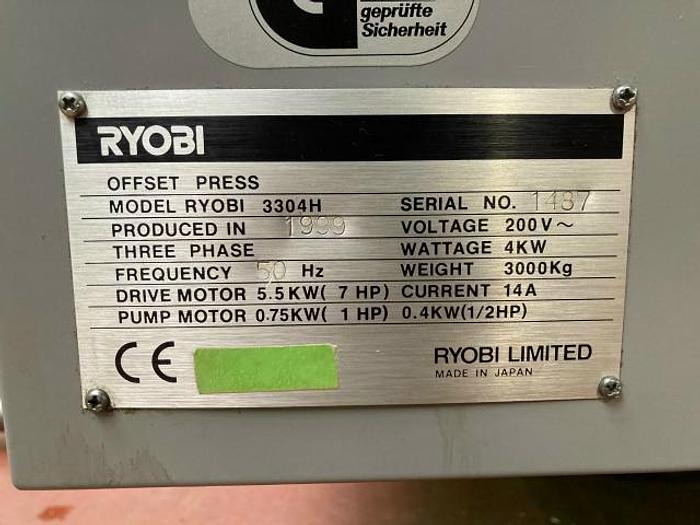 geprüfte
Sicherheit
RYOBI
OFFSET PRESS
MODEL RYOBI 3304H SERIAL NO. 1487
PRODUCED IN 1999 VOLTAGE 200V~
THREE PHASE WATTAGE 4KW
FREQUENCY 50 Hz WEIGHT 3000Kg
DRIVE MOTOR 5.5KW( 7 HP) CURRENT 14A
PUMP MOTOR 0.75KW( 1 HP) 0.4KW(1/2HP)
CE RYOBI LIMITED
MADE IN JAPAN